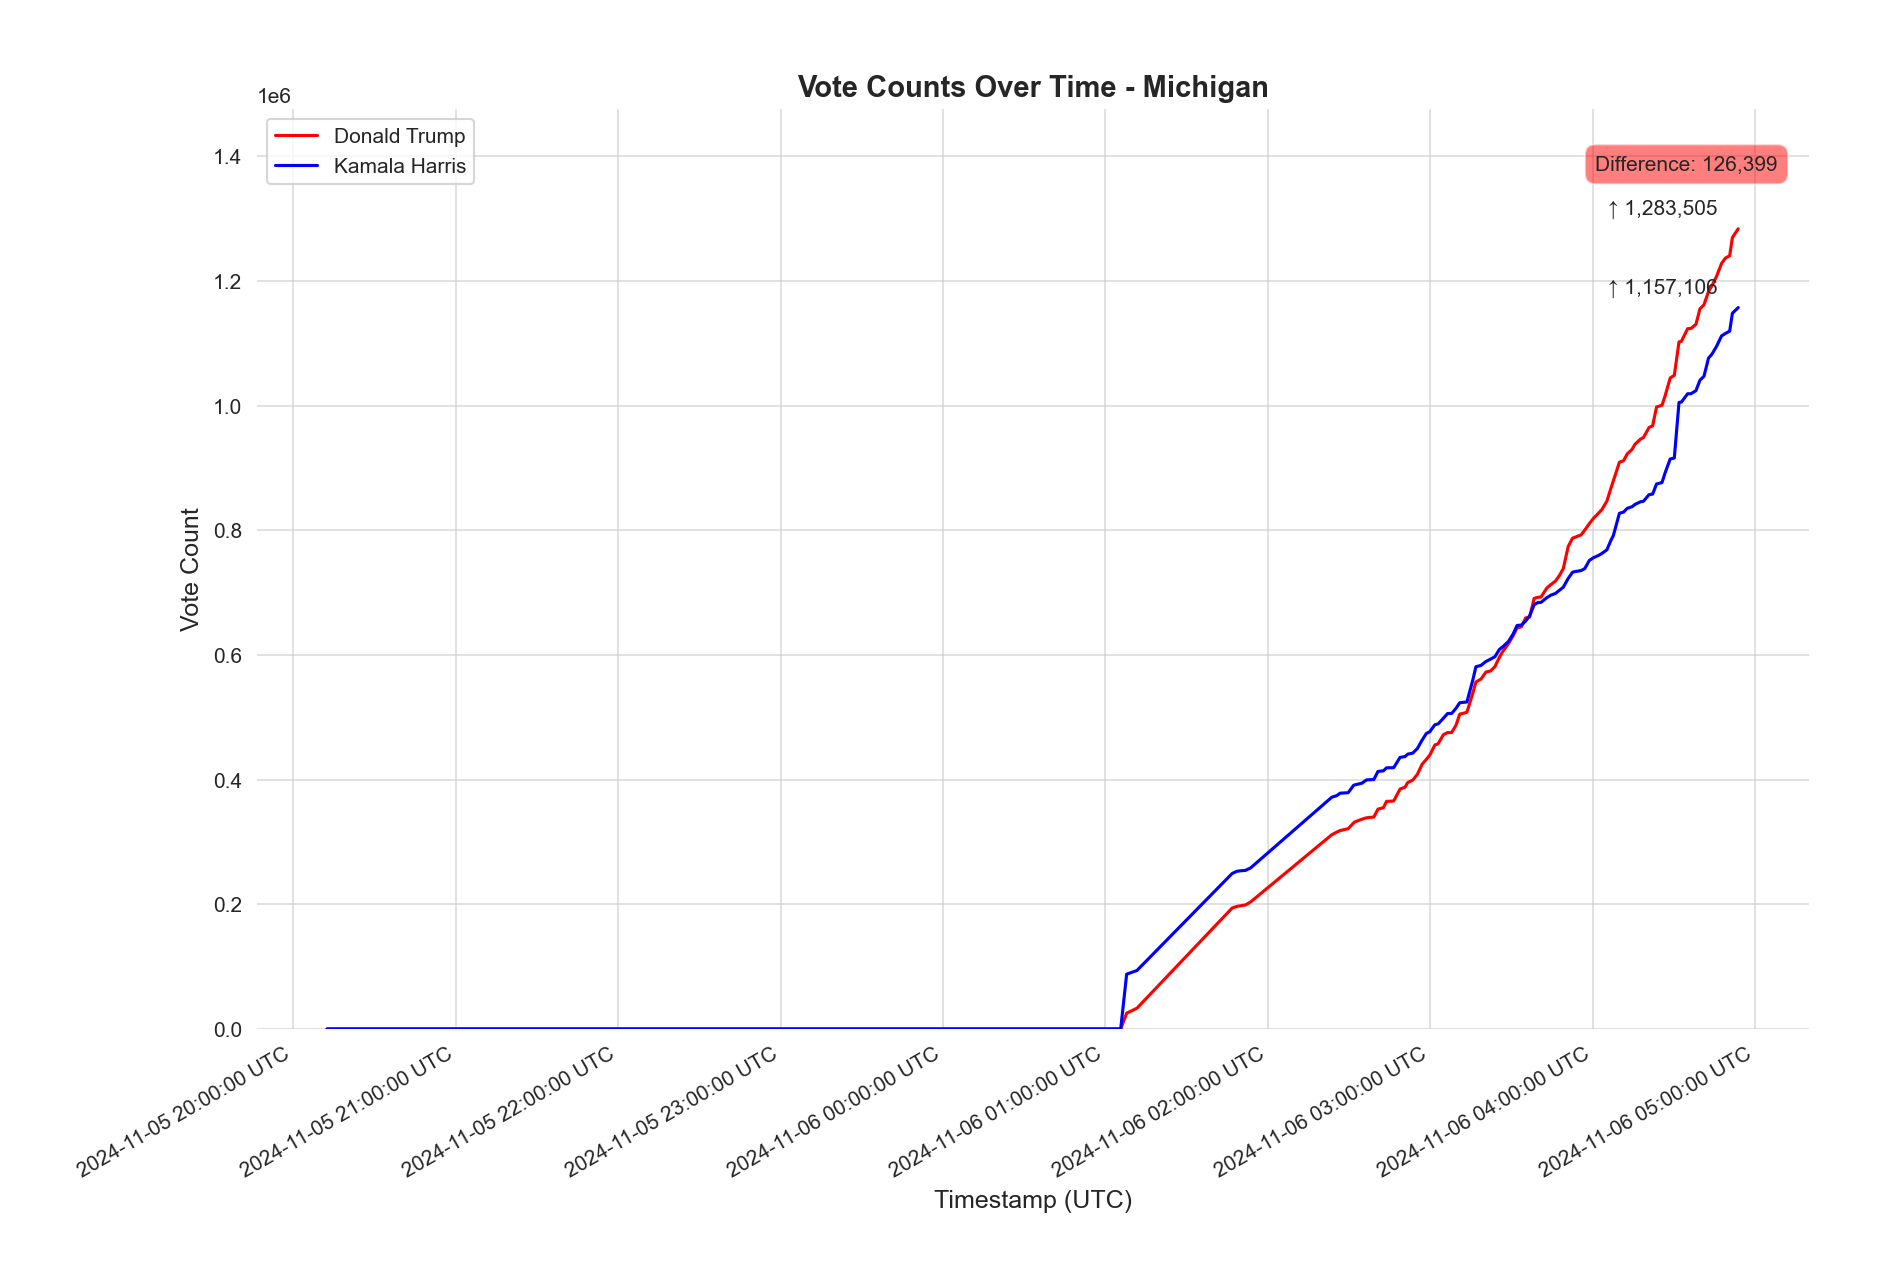 Vote Counts Over Time - Michigan
1e6
Donald Trump
Kamala Harris
Difference: 126,399
↑ 1,283,505
↑ 1,157,106
1.4
1.2
1.0
0.8
0.6
0.4
0.2
0.0
Vote Count
2024-11-05 20:00:00 UTC
2024-11-05 21:00:00 UTC
2024-11-05 22:00:00 UTC
2024-11-05 23:00:00 UTC
2024-11-06 00:00:00 UTC
2024-11-06 01:00:00 UTC
2024-11-06 02:00:00 UTC
2024-11-06 03:00:00 UTC
2024-11-06 04:00:00 UTC
2024-11-06 05:00:00 UTC
Timestamp (UTC)